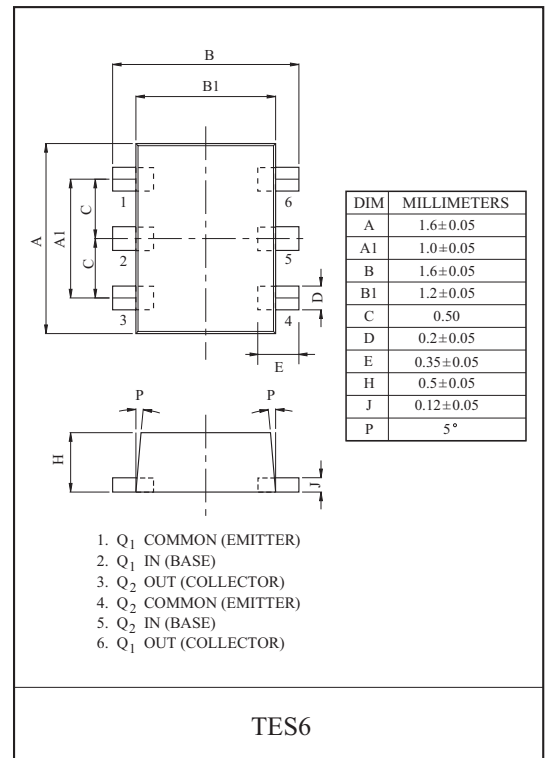 B
B1
A
A1
C
C
1
2
3
6
5
4
D
E
P
P
H
J
DIM MILLIMETERS
A 1.6±0.05
A1 1.0±0.05
B 1.6±0.05
B1 1.2±0.05
C 0.50
D 0.2±0.05
E 0.35±0.05
H 0.5±0.05
J 0.12±0.05
P 5°
1. Q1 COMMON (EMITTER)
2. Q1 IN (BASE)
3. Q2 OUT (COLLECTOR)
4. Q2 COMMON (EMITTER)
5. Q2 IN (BASE)
6. Q1 OUT (COLLECTOR)
TES6